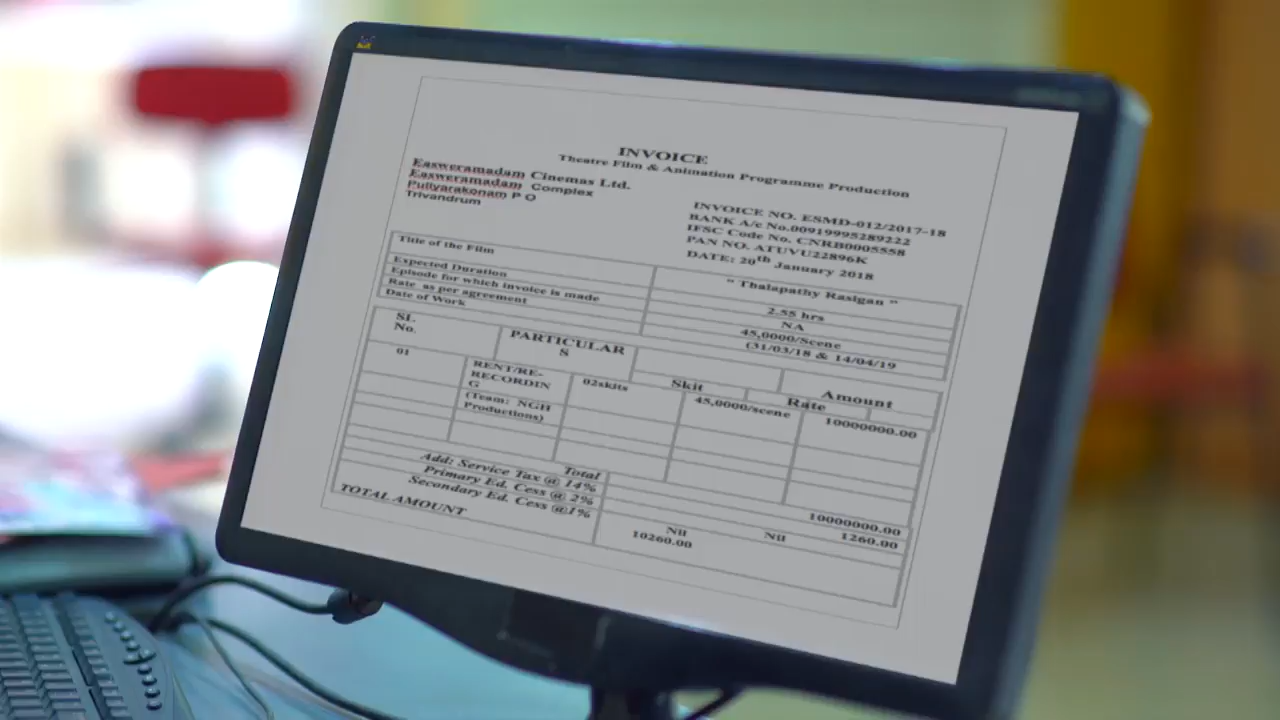 INVOICE
Theatre Film & Animation Programme Production
Easweramadam Cinemas Ltd.
Easweramadam Complex
Puliyarakonam P O
Trivandrum
INVOICE NO. ESMD-012/2017-18
BANK A/c No.00919995289222
IFSC Code No. CNRB0005558
PAN NO. ATUVU22896K
DATE: 20th January 2018
Title of the Film
" Thalapathy Rasigan "
Expected Duration
2.55 hrs
Episode for which invoice is made
NA
Rate as per agreement
45,0000/Scene
Date of Work
(31/03/18 & 14/04/19
SL
No.
PARTICULAR
S
Skit
Rate
Amount
01
RENT/RE-
RECORDIN
G
(Team: NGH
Productions)
02skits
45,0000/scene
10000000.00
Total
10000000.00
Add: Service Tax @ 14%
1260.00
Primary Ed. Cess @ 2%
Nil
Secondary Ed. Cess @1%
Nil
TOTAL AMOUNT
10260.00